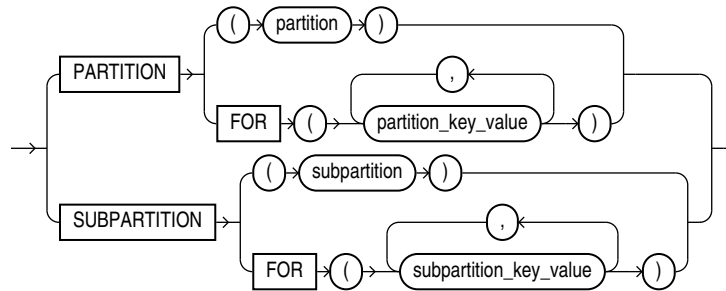 ( partition )
PARTITION
,
FOR ( partition_key_value )
( subpartition )
SUBPARTITION
,
FOR ( subpartition_key_value )